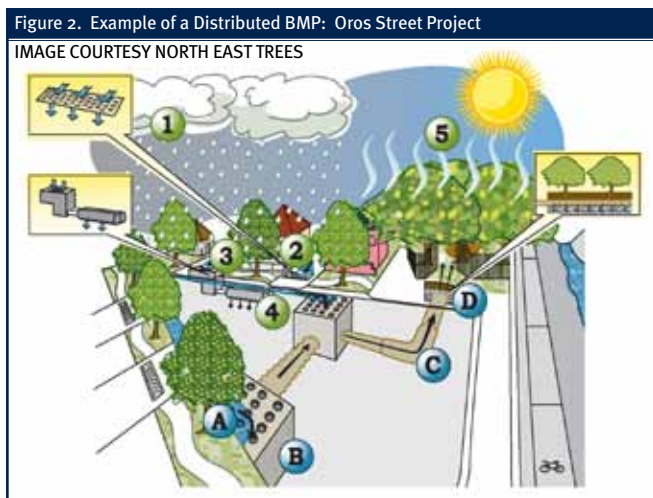 Figure 2. Example of a Distributed BMP: Oros Street Project
IMAGE COURTESY NORTH EAST TREES
1
5
3
2
4
D
C
A
B